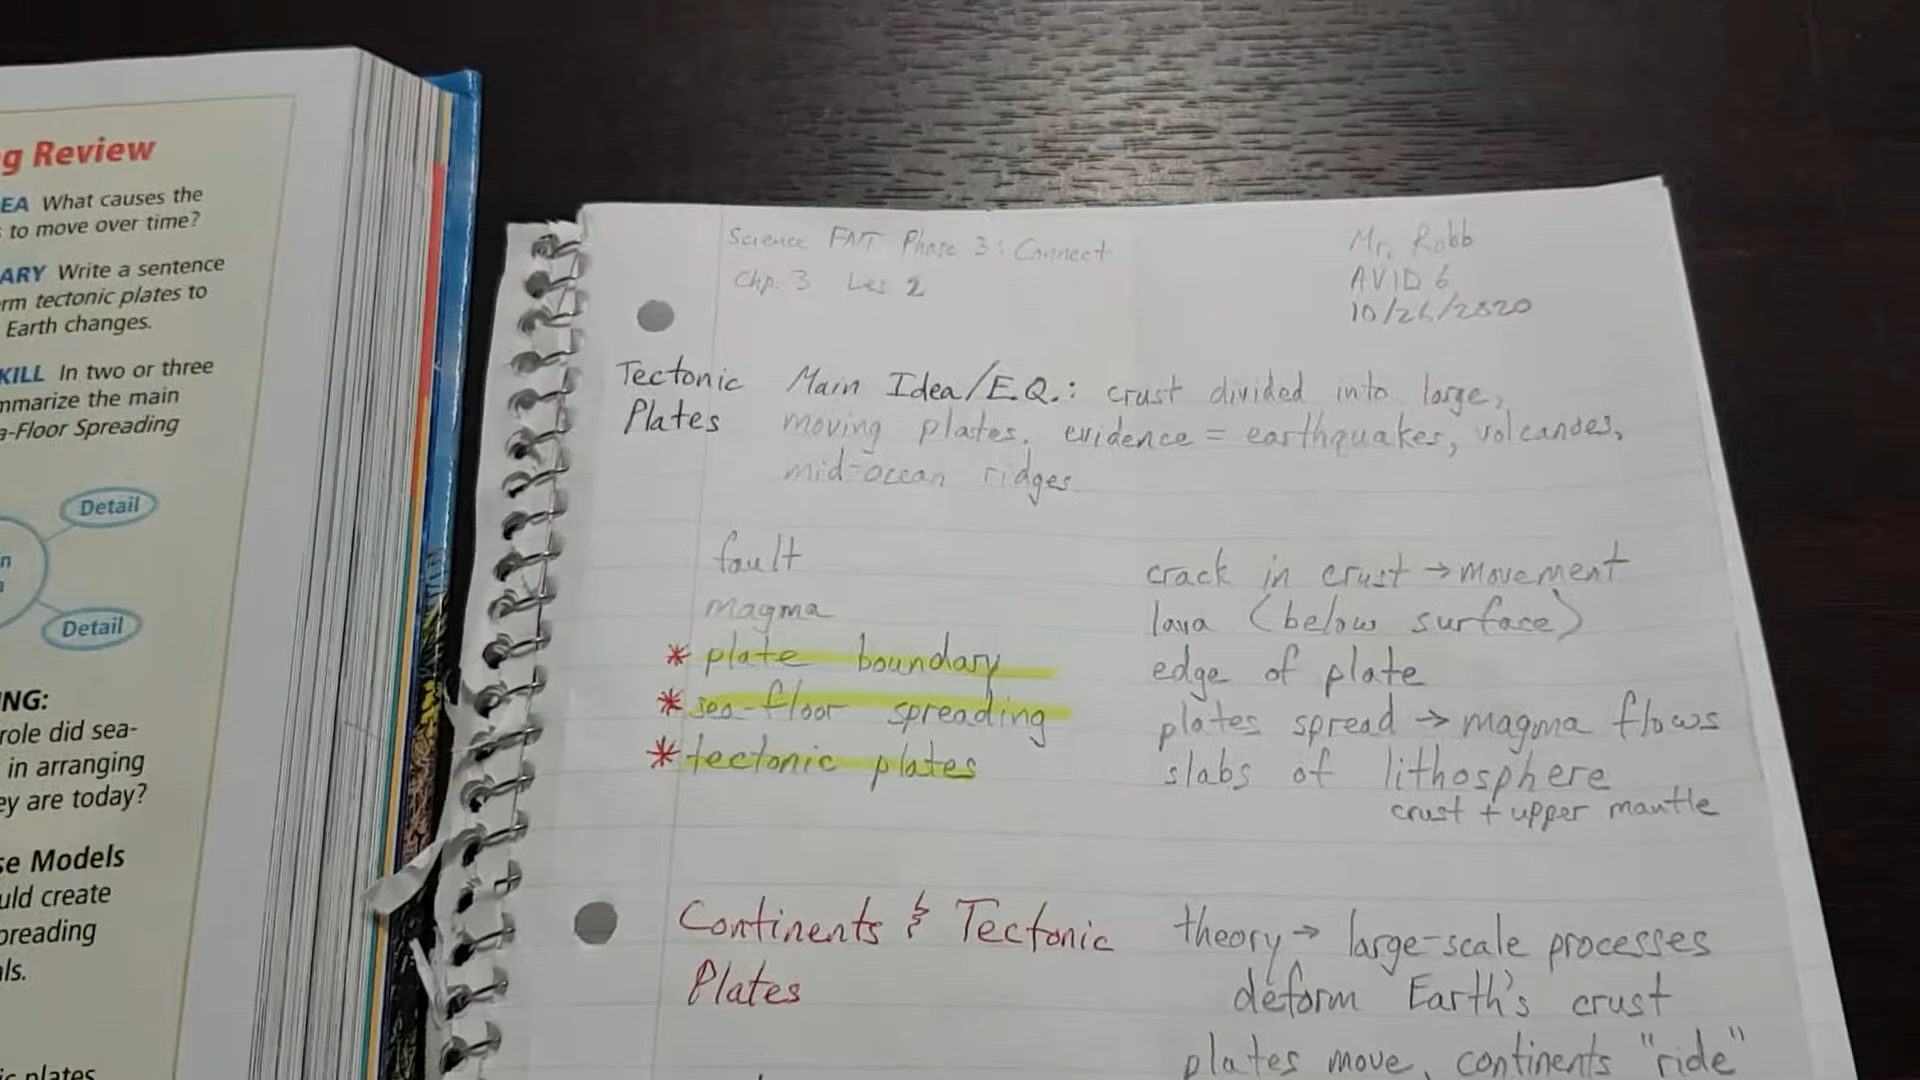 g Review
EA What causes the
to move over time?
ARY Write a sentence
rm tectonic plates to
Earth changes.
KILL In two or three
mmarize the main
a-Floor Spreading
Detail
Detail
NG:
role did sea-
in arranging
ey are today?
se Models
uld create
preading
ls.
ic plates
Science FNT Phase 3: Connect
Chp. 3 Les. 2
Mr. Robb
AVID 6
10/26/2020
Tectonic Plates
Main Idea/E.Q.: crust divided into large,
moving plates. evidence = earthquakes, volcanoes,
mid-ocean ridges
fault crack in crust → movement
magma lava (below surface)
* plate boundary edge of plate
* sea-floor spreading plates spread → magma flows
* tectonic plates slabs of lithosphere
crust + upper mantle
Continents & Tectonic
Plates
theory → large-scale processes
deform Earth's crust
plates move, continents "ride"